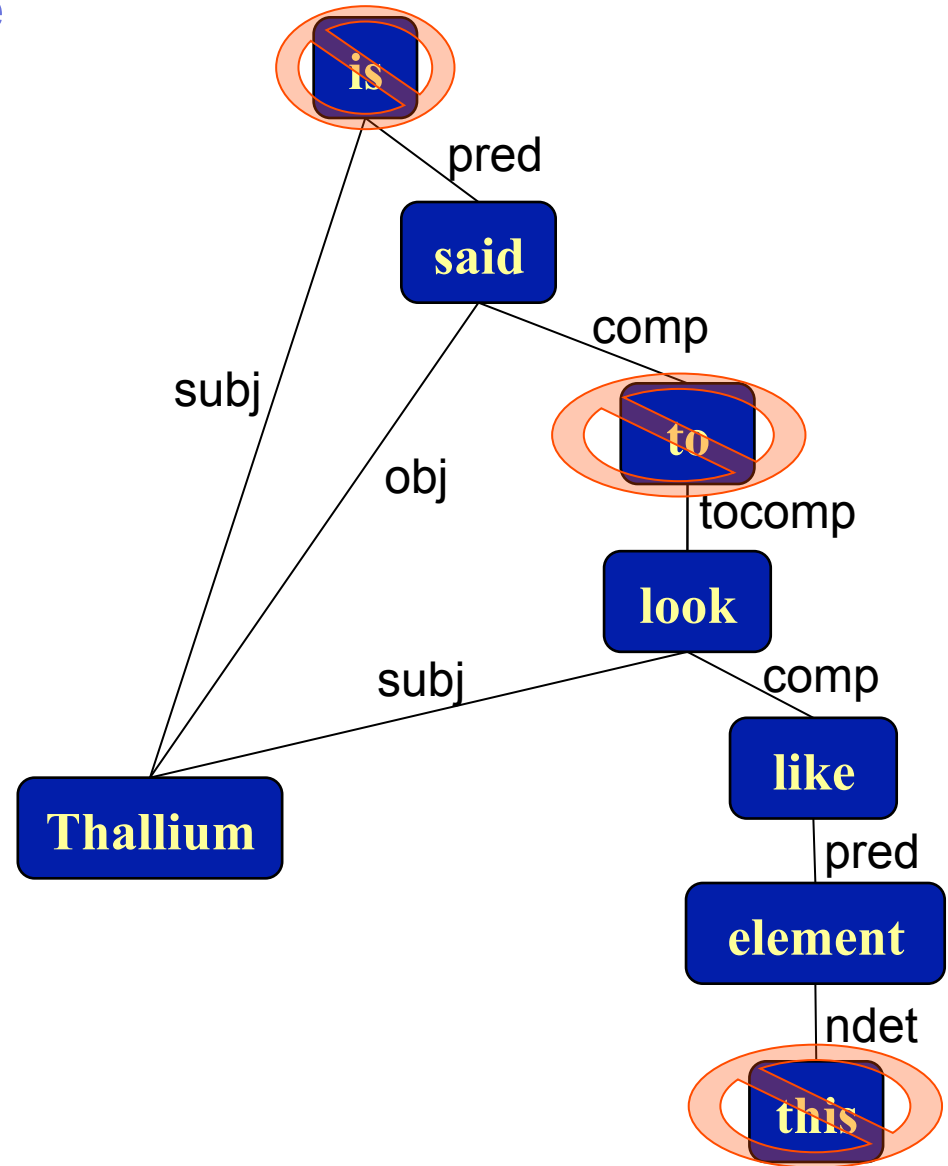 e
is
pred
said
comp
subj
to
obj
tocomp
look
subj
comp
like
Thallium
pred
element
ndet
this